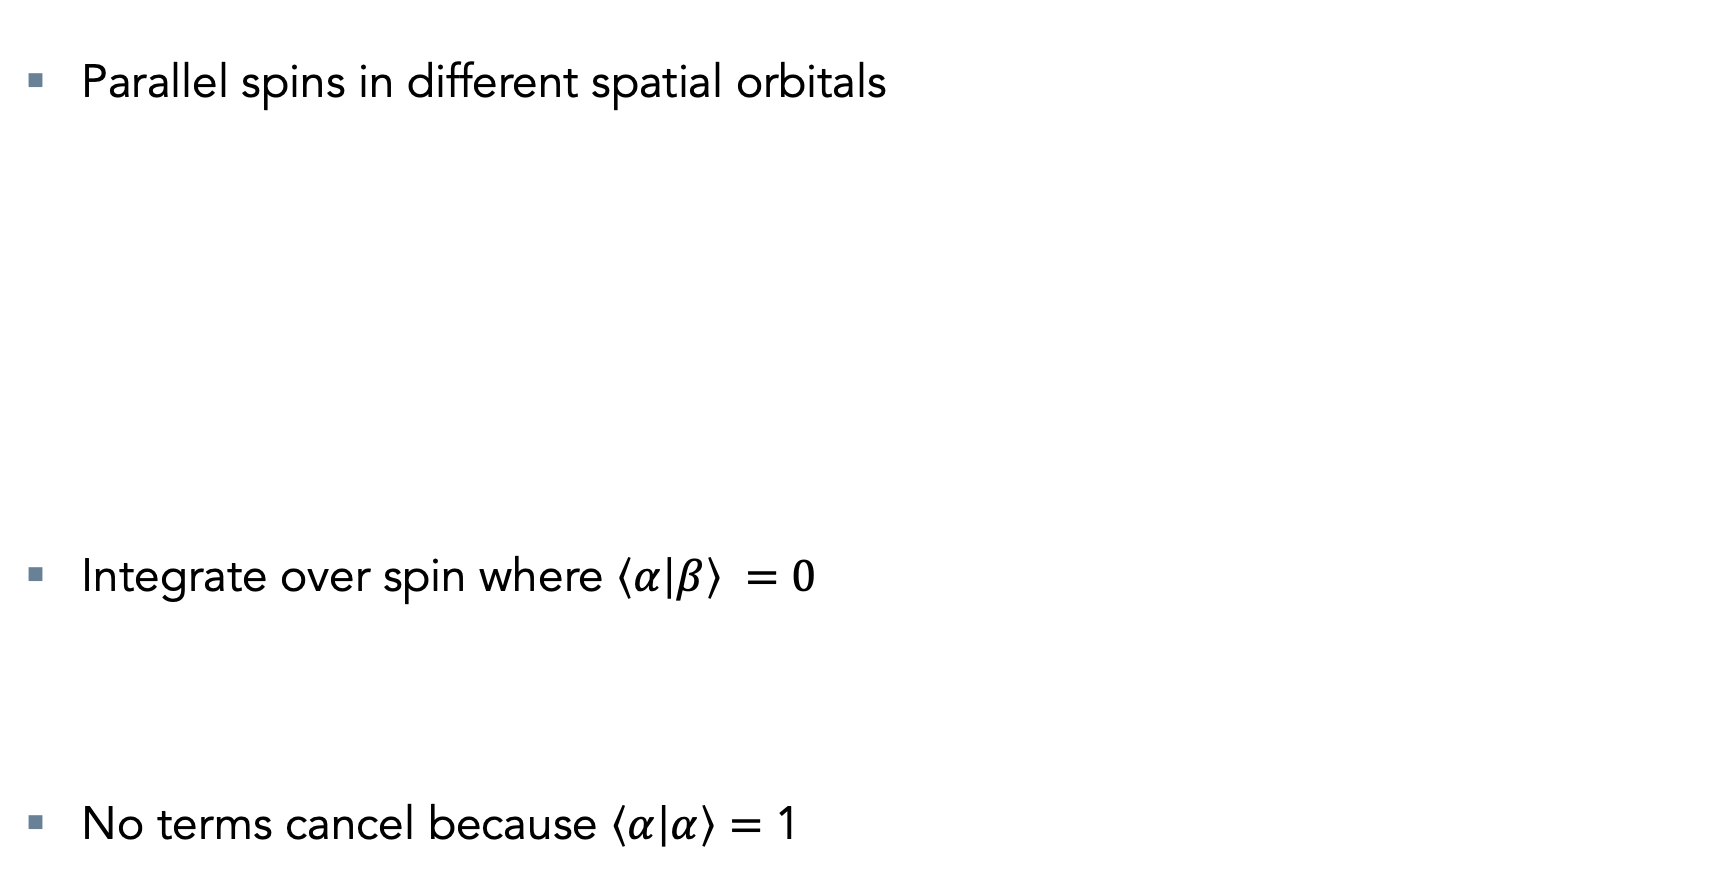 ▪ Parallel spins in different spatial orbitals
▪ Integrate over spin where ⟨α|β⟩ = 0
▪ No terms cancel because ⟨α|α⟩ = 1